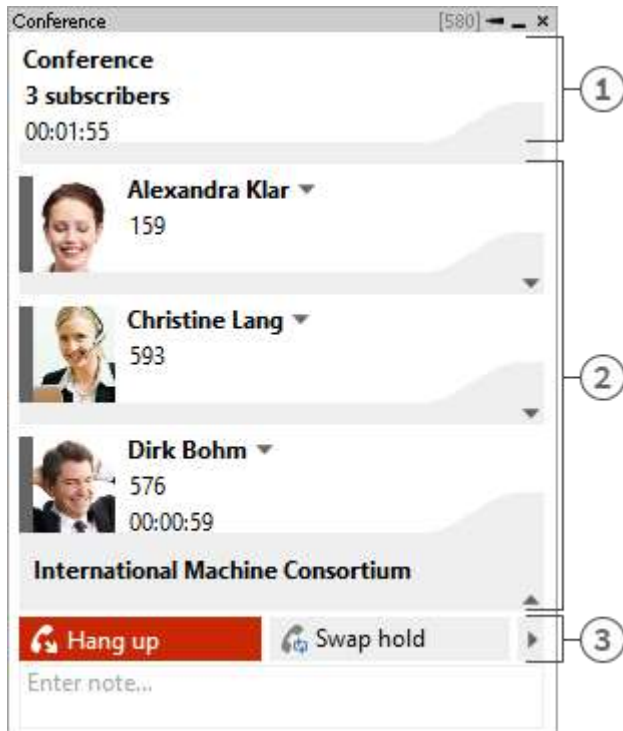 Conference [580]
Conference
3 subscribers
00:01:55
1
Alexandra Klar
159
Christine Lang
593
2
Dirk Bohm
576
00:00:59
International Machine Consortium
Hang up Swap hold
3
Enter note...